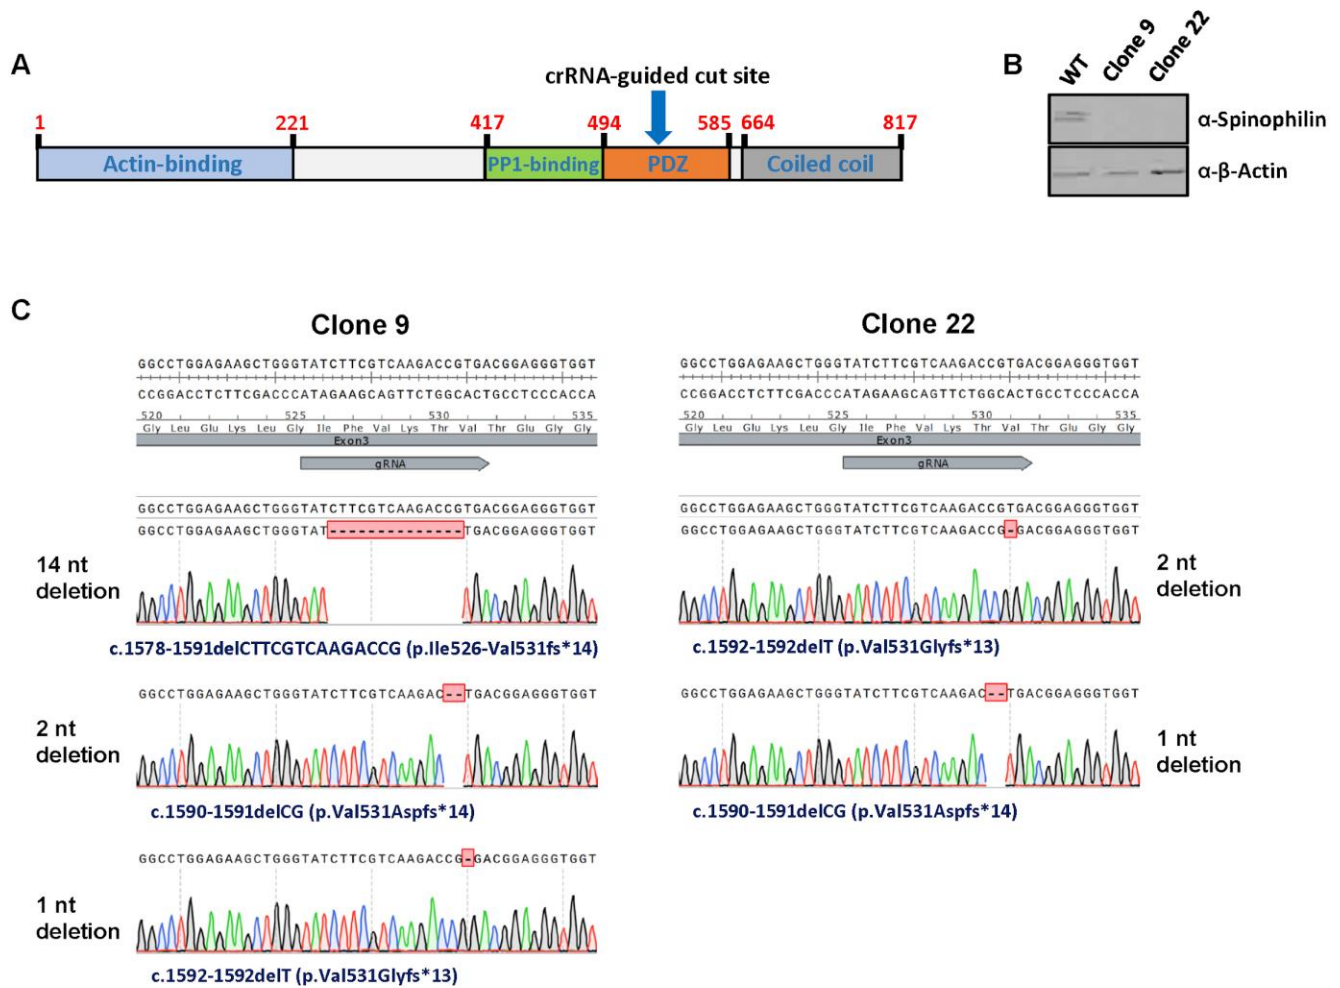 A
crRNA-guided cut site
1 221 417 494 585 664 817
Actin-binding PP1-binding PDZ Coiled coil
B
WT Clone 9 Clone 22
α-Spinophilin
α-β-Actin
C
Clone 9
GGCCTGGAGAAGCTGGGTATCTTCGTCAAGACCGTGACGGAGGGTGGT
CCGGACCTCTTCGACCCATAGAAGCAGTTCTGGCACTGCCTCCCACCA
520 525 530 535
Gly Leu Glu Lys Leu Gly Ile Phe Val Lys Thr Val Thr Glu Gly Gly
Exon3
gRNA
GGCCTGGAGAAGCTGGGTATCTTCGTCAAGACCGTGACGGAGGGTGGT
GGCCTGGAGAAGCTGGGTAT--------------TGACGGAGGGTGGT
14 nt
deletion
c.1578-1591delCTTCGTCAAGACCG (p.Ile526-Val531fs*14)
GGCCTGGAGAAGCTGGGTATCTTCGTCAAGAC--TGACGGAGGGTGGT
2 nt
deletion
c.1590-1591delCG (p.Val531Aspfs*14)
GGCCTGGAGAAGCTGGGTATCTTCGTCAAGACCG-GACGGAGGGTGGT
1 nt
deletion
c.1592-1592delT (p.Val531Glyfs*13)
Clone 22
GGCCTGGAGAAGCTGGGTATCTTCGTCAAGACCGTGACGGAGGGTGGT
CCGGACCTCTTCGACCCATAGAAGCAGTTCTGGCACTGCCTCCCACCA
520 525 530 535
Gly Leu Glu Lys Leu Gly Ile Phe Val Lys Thr Val Thr Glu Gly Gly
Exon3
gRNA
GGCCTGGAGAAGCTGGGTATCTTCGTCAAGACCGTGACGGAGGGTGGT
GGCCTGGAGAAGCTGGGTATCTTCGTCAAGACCG-GACGGAGGGTGGT
2 nt
deletion
c.1592-1592delT (p.Val531Glyfs*13)
GGCCTGGAGAAGCTGGGTATCTTCGTCAAGAC--TGACGGAGGGTGGT
1 nt
deletion
c.1590-1591delCG (p.Val531Aspfs*14)